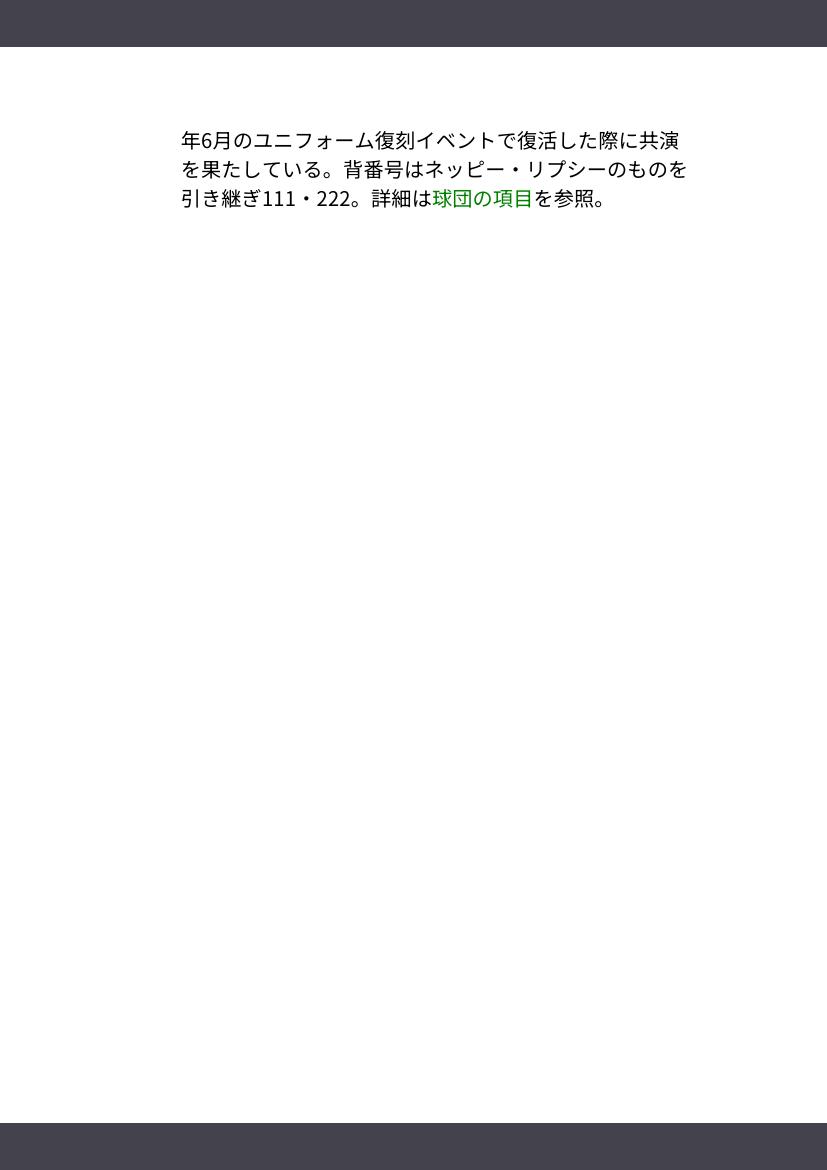 年6月のユニフォーム復刻イベントで復活した際に共演
を果たしている。背番号はネッピー・リプシーのものを
引き継ぎ111・222。詳細は球団の項目を参照。